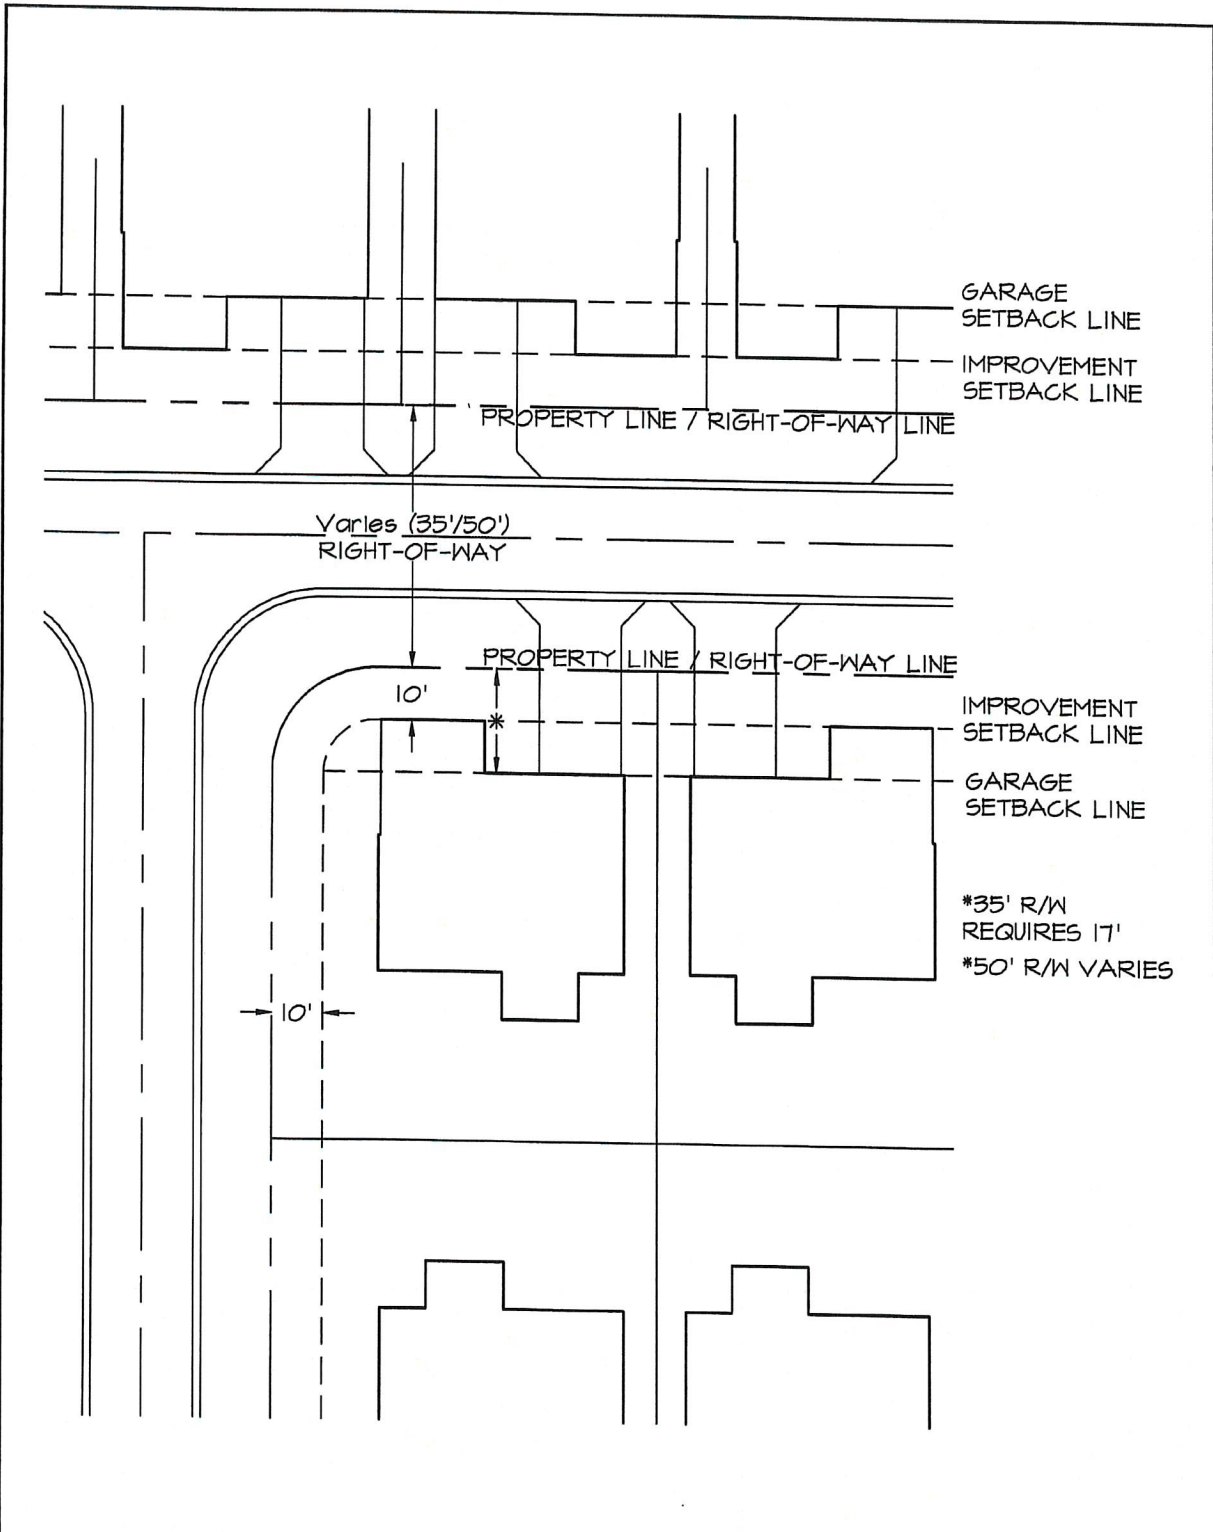 GARAGE
SETBACK LINE
IMPROVEMENT
SETBACK LINE
PROPERTY LINE / RIGHT-OF-WAY LINE
Varies (35'/50')
RIGHT-OF-WAY
PROPERTY LINE / RIGHT-OF-WAY LINE
10'
*
IMPROVEMENT
SETBACK LINE
GARAGE
SETBACK LINE
*35' R/W
REQUIRES 17'
*50' R/W VARIES
10'